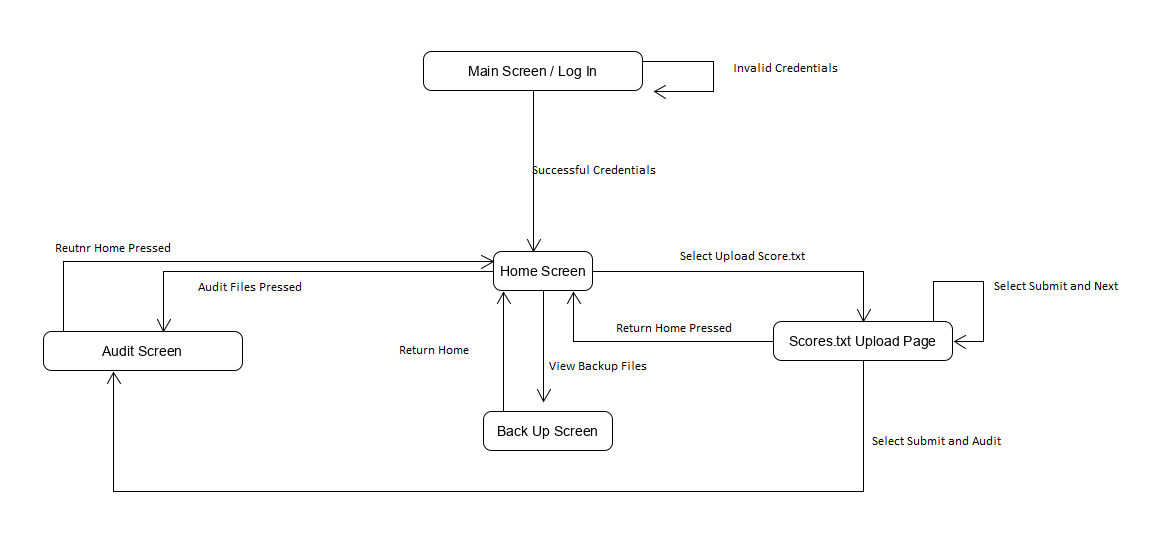 Main Screen / Log In
Invalid Credentials
Successful Credentials
Reutnr Home Pressed
Select Upload Score.txt
Home Screen
Audit Files Pressed
Select Submit and Next
Return Home Pressed
Scores.txt Upload Page
Audit Screen
Return Home
View Backup Files
Back Up Screen
Select Submit and Audit